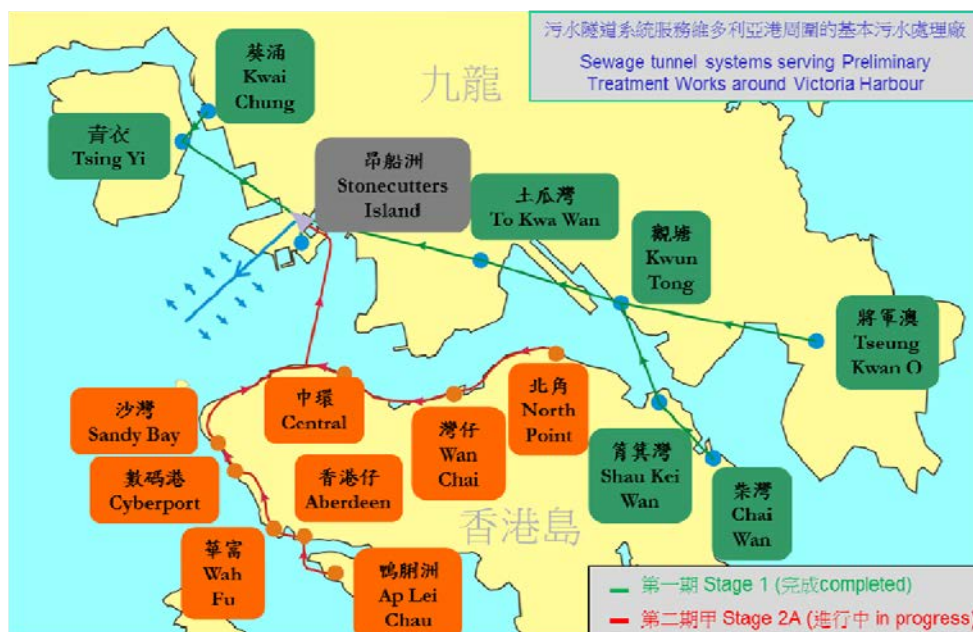 污水隧道系統服務維多利亞港周圍的基本污水處理廠
Sewage tunnel systems serving Preliminary
Treatment Works around Victoria Harbour
葵涌
Kwai
Chung
九龍
青衣
Tsing Yi
昂船洲
Stonecutters
Island
土瓜灣
To Kwa Wan
觀塘
Kwun
Tong
將軍澳
Tseung
Kwan O
沙灣
Sandy Bay
中環
Central
灣仔
Wan
Chai
北角
North
Point
數碼港
Cyberport
香港仔
Aberdeen
筲箕灣
Shau Kei
Wan
柴灣
Chai
Wan
華富
Wah
Fu
鴨脷洲
Ap Lei
Chau
香港島
第一期 Stage 1 (完成completed)
第二期甲 Stage 2A (進行中 in progress)